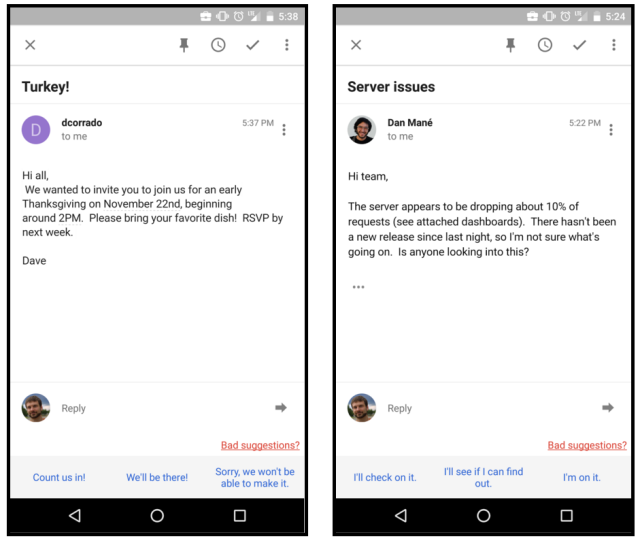 5:38
Turkey!
D
dcorrado
5:37 PM
to me
Hi all,
We wanted to invite you to join us for an early
Thanksgiving on November 22nd, beginning
around 2PM.  Please bring your favorite dish!  RSVP by
next week.
Dave
Reply
Bad suggestions?
Count us in!
We'll be there!
Sorry, we won't be
able to make it.
5:24
Server issues
Dan Mané
5:22 PM
to me
Hi team,
The server appears to be dropping about 10% of
requests (see attached dashboards).  There hasn't been
a new release since last night, so I'm not sure what's
going on.  Is anyone looking into this?
...
Reply
Bad suggestions?
I'll check on it.
I'll see if I can find
out.
I'm on it.